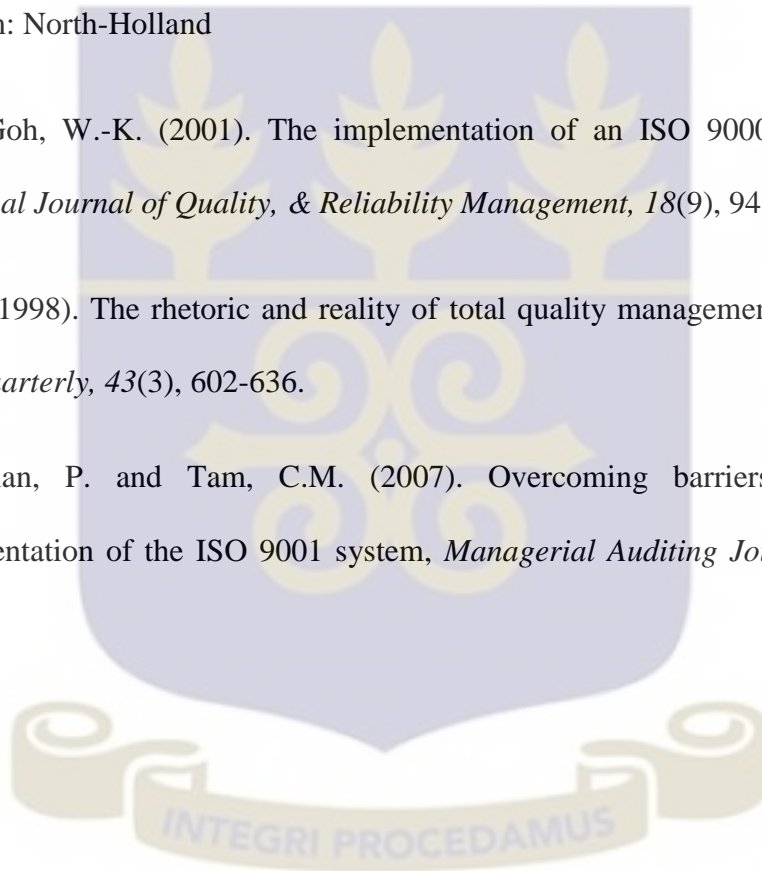 n: North-Holland
Goh, W.-K. (2001). The implementation of an ISO 9000
al Journal of Quality, & Reliability Management, 18(9), 94
1998). The rhetoric and reality of total quality managemen
arterly, 43(3), 602-636.
an, P. and Tam, C.M. (2007). Overcoming barriers
entation of the ISO 9001 system, Managerial Auditing Jou
INTEGRI PROCEDAMUS